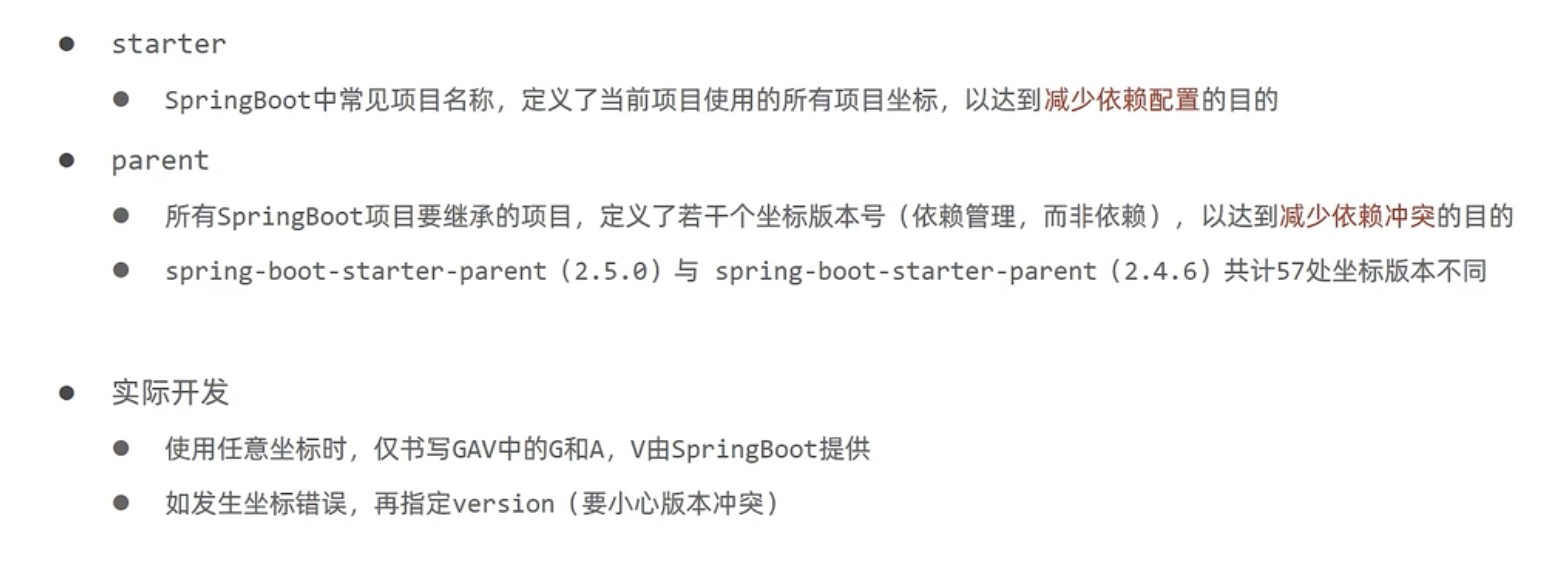 starter
SpringBoot中常见项目名称，定义了当前项目使用的所有项目坐标，以达到减少依赖配置的目的
parent
所有SpringBoot项目要继承的项目，定义了若干个坐标版本号（依赖管理，而非依赖），以达到减少依赖冲突的目的
spring-boot-starter-parent（2.5.0）与 spring-boot-starter-parent（2.4.6）共计57处坐标版本不同
实际开发
使用任意坐标时，仅书写GAV中的G和A，V由SpringBoot提供
如发生坐标错误，再指定version（要小心版本冲突）